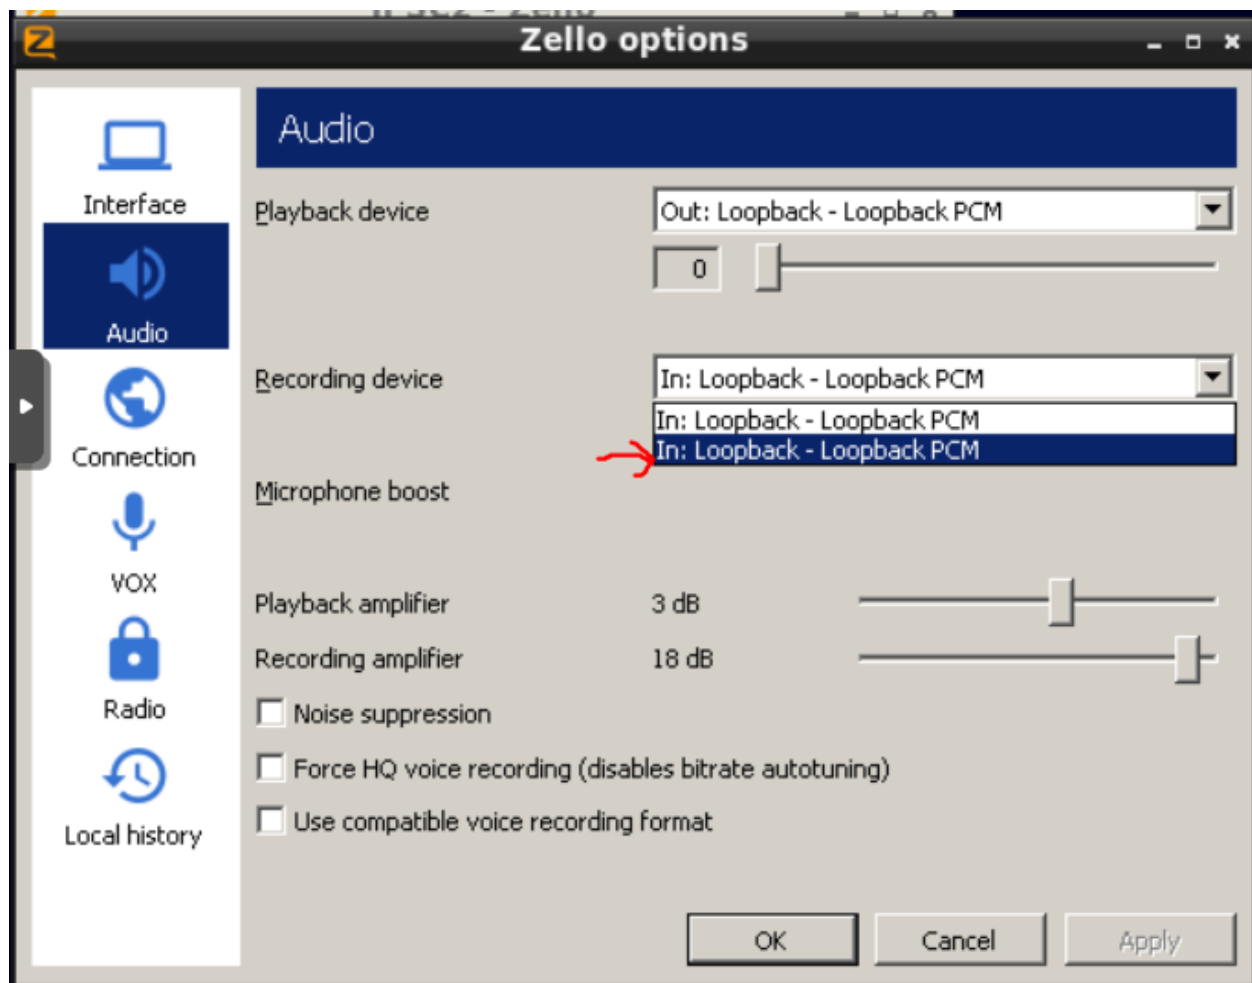 Zello options
Audio
Interface
Playback device
Out: Loopback - Loopback PCM
0
Audio
Recording device
In: Loopback - Loopback PCM
In: Loopback - Loopback PCM
In: Loopback - Loopback PCM
Connection
Microphone boost
VOX
Playback amplifier
3 dB
Recording amplifier
18 dB
Radio
Noise suppression
Force HQ voice recording (disables bitrate autotuning)
Use compatible voice recording format
Local history
OK
Cancel
Apply